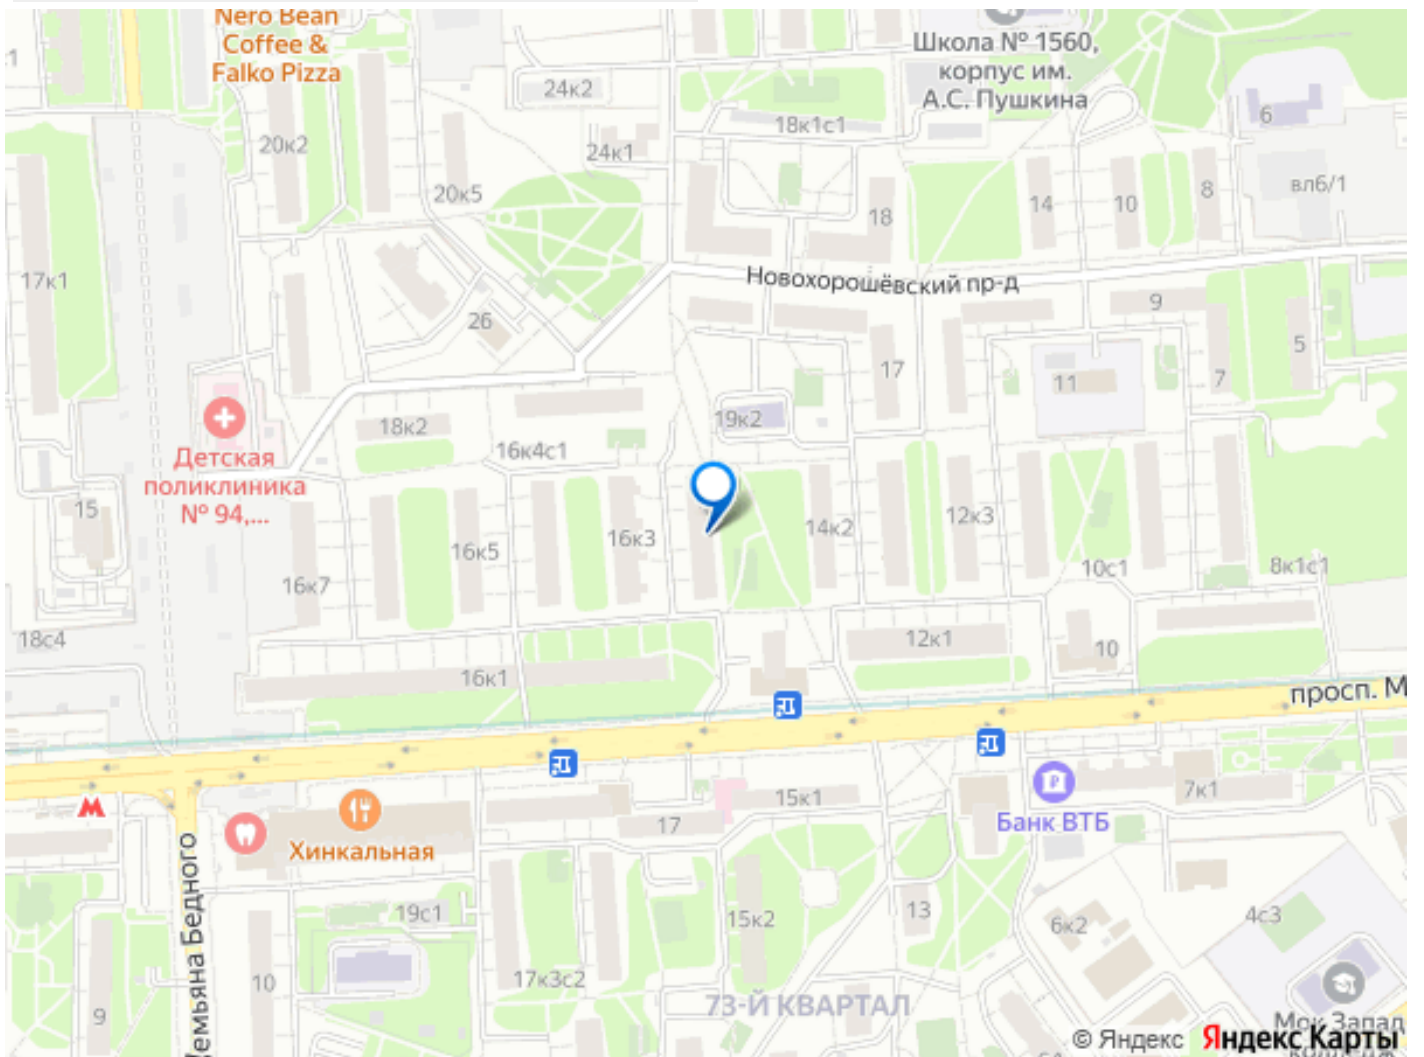 Nero Bean
Coffee &
Falko Pizza
Школа № 1560,
корпус им.
А.С. Пушкина
24к2
18к1с1
6
20к2
24к1
20к5
18
14
10
8
вл6/1
17к1
Новохорошёвский пр-д
26
9
5
17
11
7
19к2
18к2
16к4с1
Детская
поликлиника
№ 94,...
15
16к5
16к3
14к2
12к3
16к7
10с1
8к1с1
18с4
12к1
10
16к1
просп. М
15к1
7к1
17
Банк ВТБ
Хинкальная
Демьяна Бедного
19с1
15к2
13
6к2
4с3
10
17к3с2
9
73-Й КВАРТАЛ
Мок Запад
© Яндекс Яндекс Карты